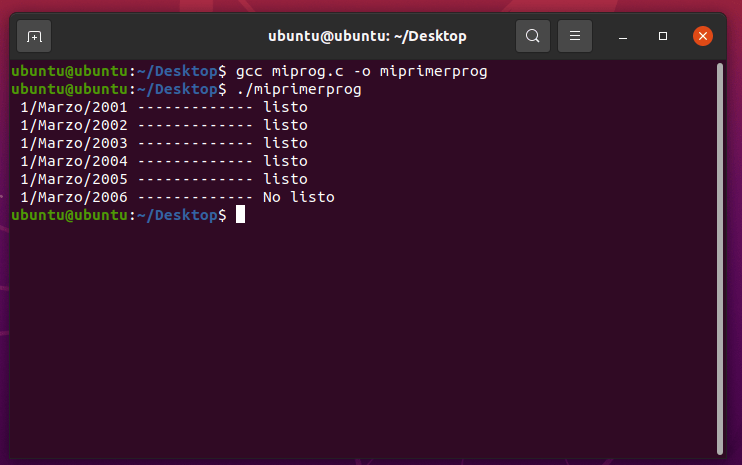 ubuntu@ubuntu: ~/Desktop
ubuntu@ubuntu:~/Desktop$ gcc miprog.c -o miprimerprog
ubuntu@ubuntu:~/Desktop$ ./miprimerprog
 1/Marzo/2001 ------------- listo
 1/Marzo/2002 ------------- listo
 1/Marzo/2003 ------------- listo
 1/Marzo/2004 ------------- listo
 1/Marzo/2005 ------------- listo
 1/Marzo/2006 ------------- No listo
ubuntu@ubuntu:~/Desktop$